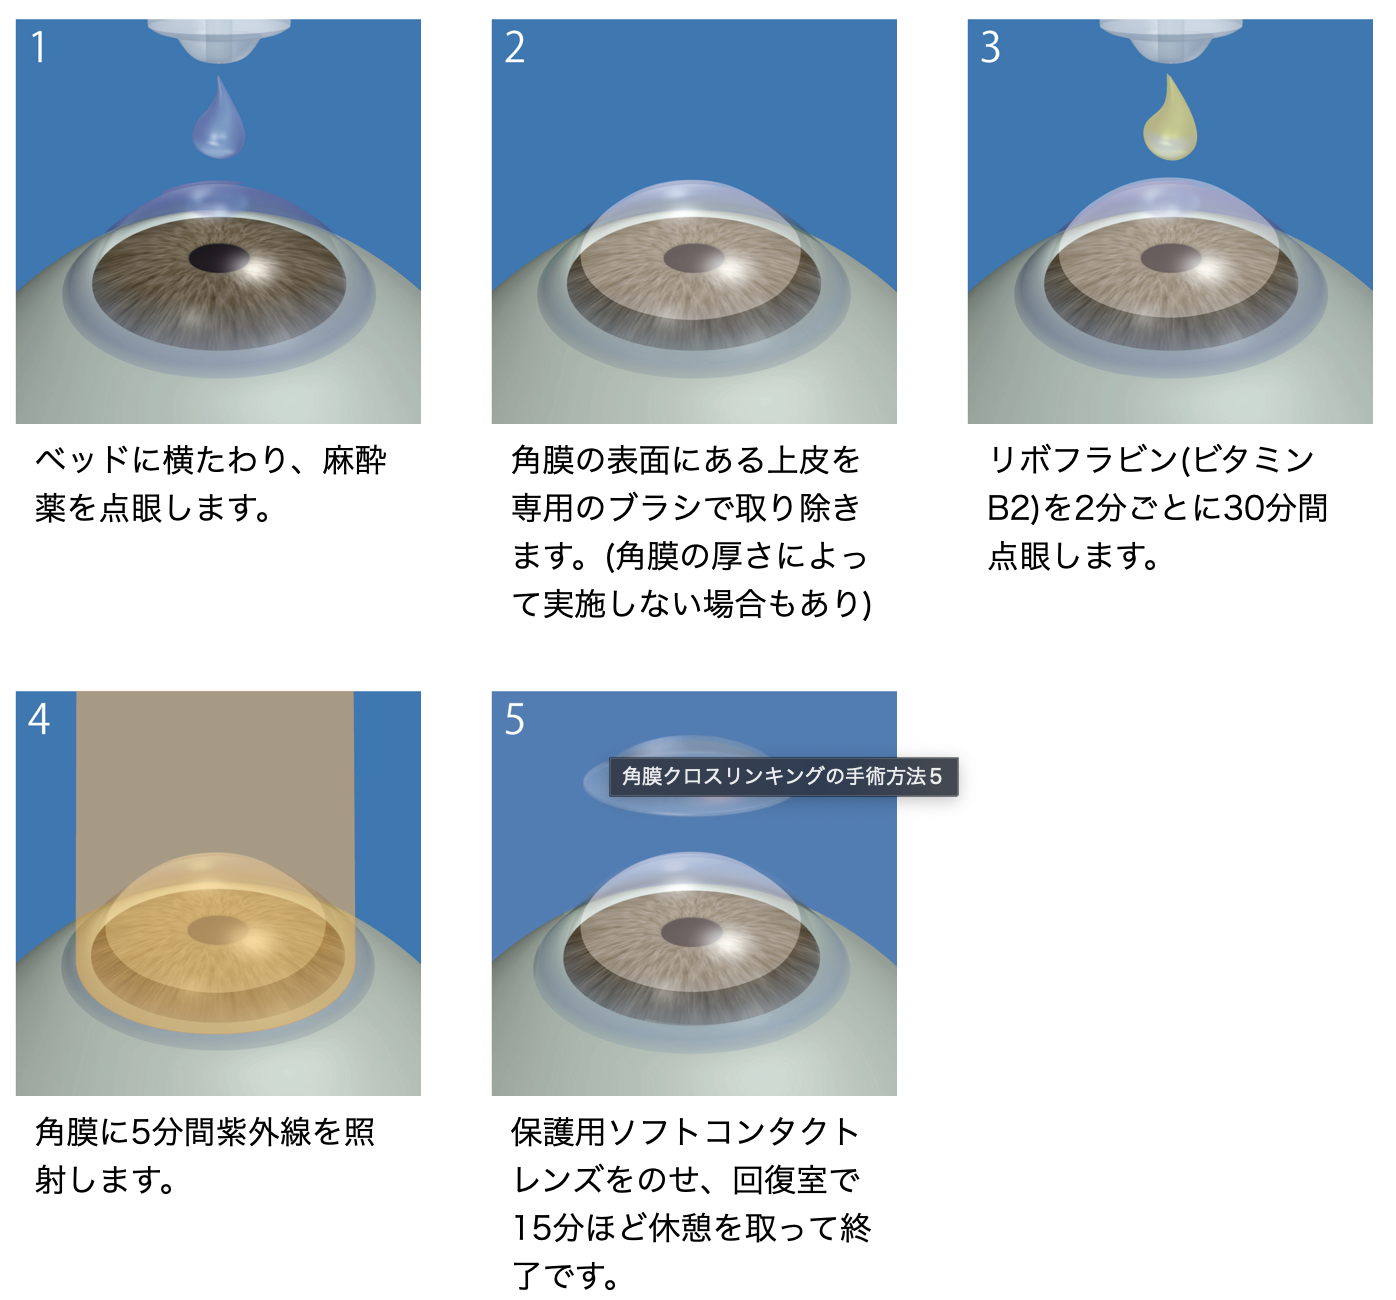 1
ベッドに横たわり、麻酔
薬を点眼します。
2
角膜の表面にある上皮を
専用のブラシで取り除き
ます。(角膜の厚さによっ
て実施しない場合もあり)
3
リボフラビン(ビタミン
B2)を2分ごとに30分間
点眼します。
4
角膜に5分間紫外線を照
射します。
5
角膜クロスリンキングの手術方法５
保護用ソフトコンタクト
レンズをのせ、回復室で
15分ほど休憩を取って終
了です。